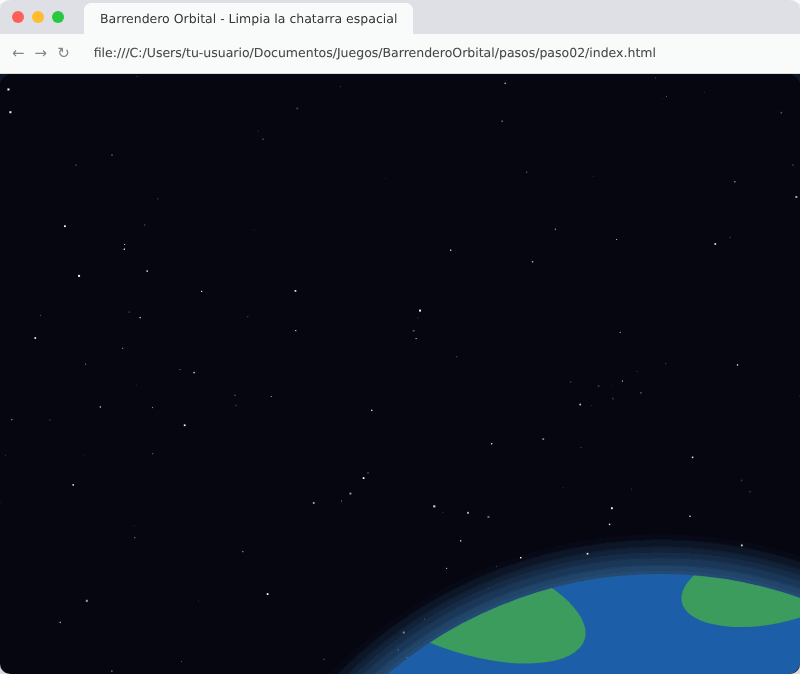 Barrendero Orbital - Limpia la chatarra espacial
file:///C:/Users/tu-usuario/Documentos/Juegos/BarrenderoOrbital/pasos/paso02/index.html